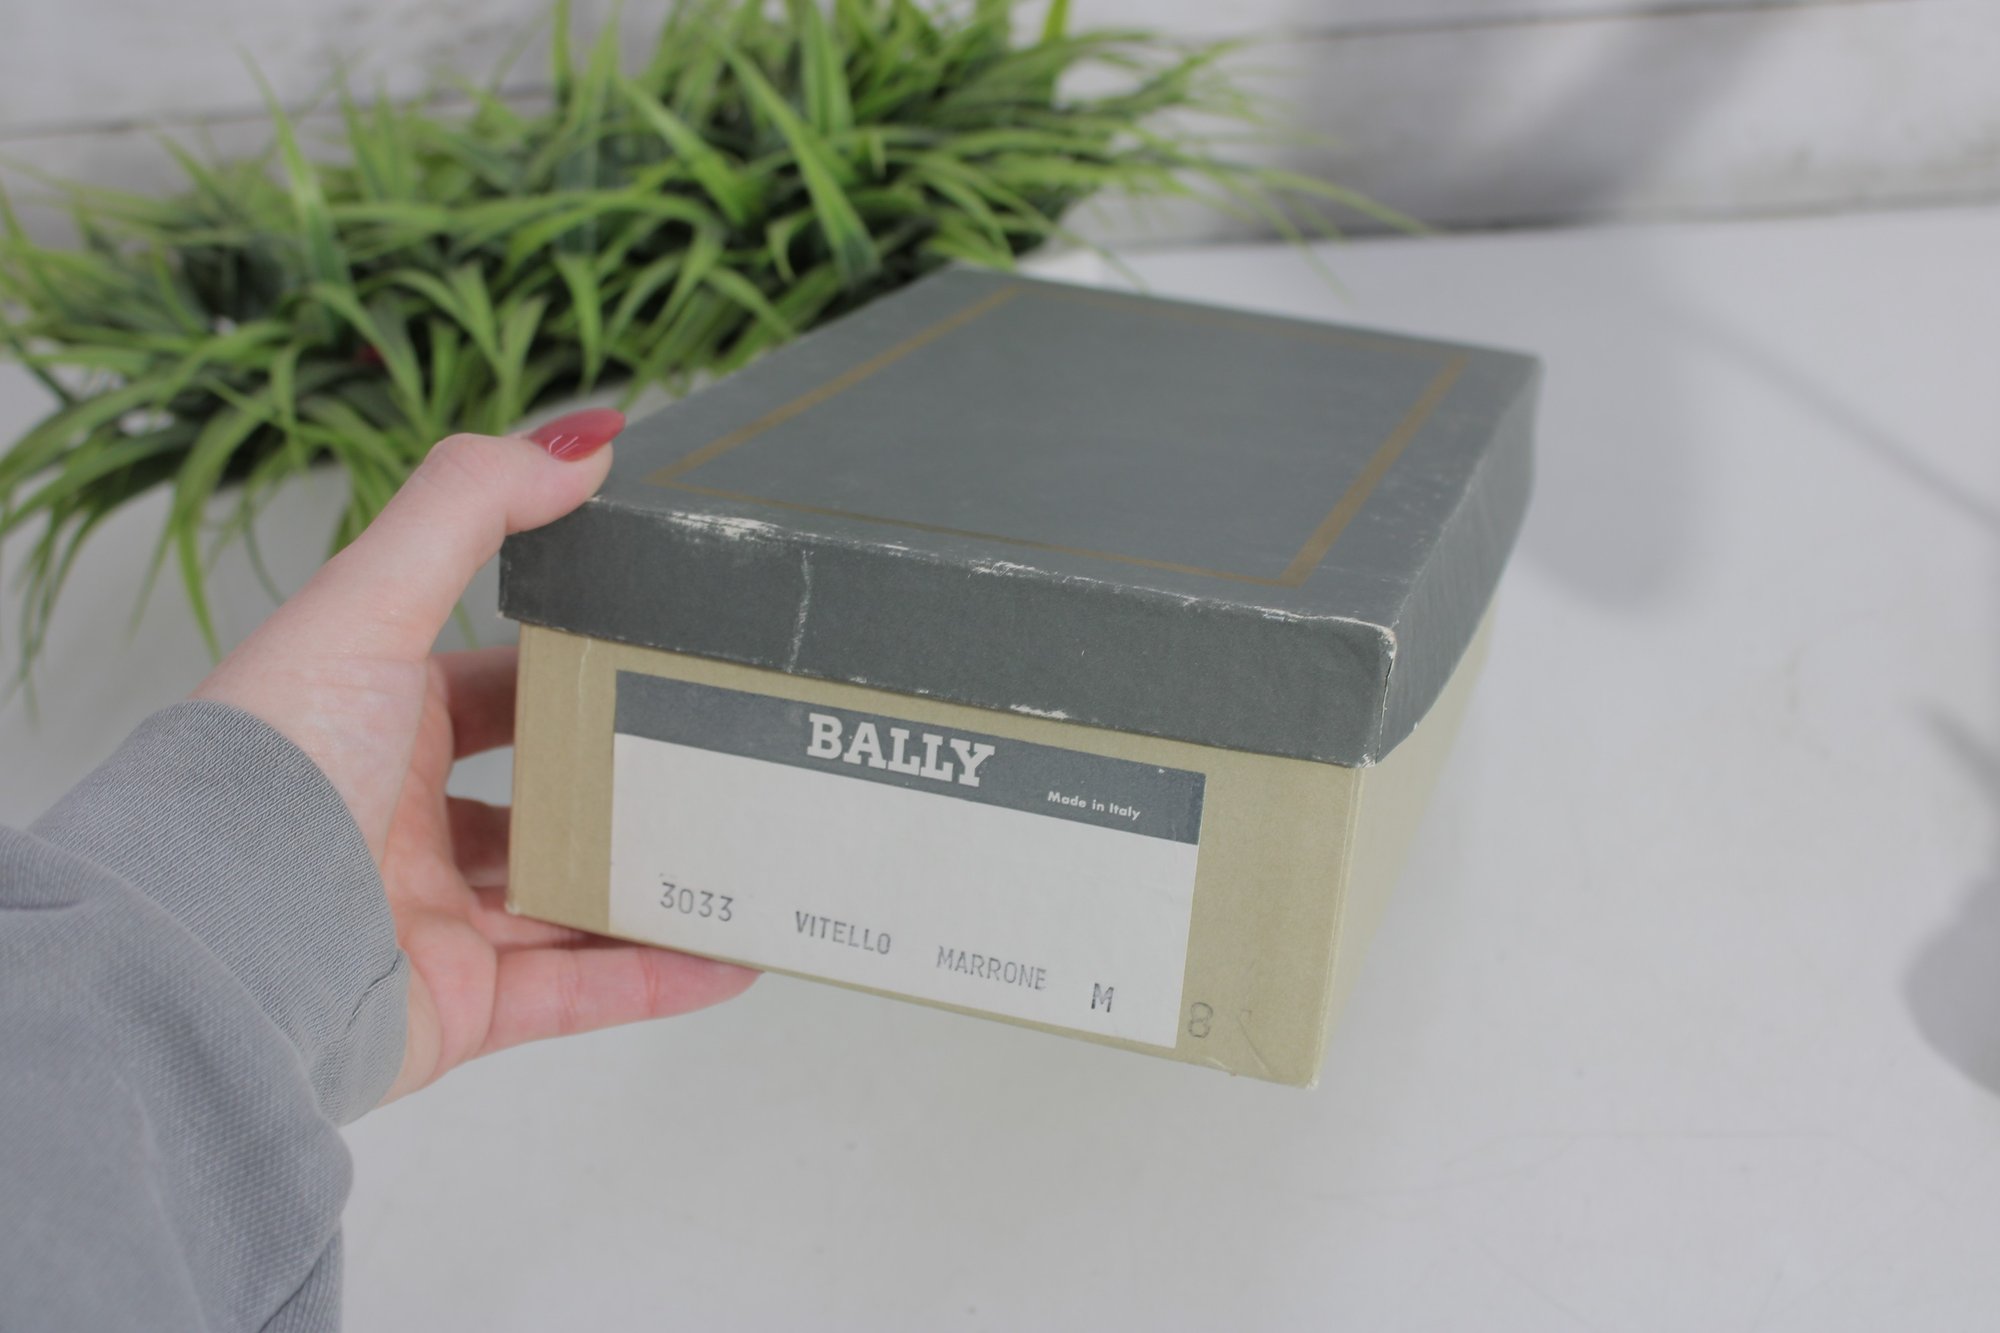 BALLY
Made in Italy
3033 VITELLO MARRONE M 8